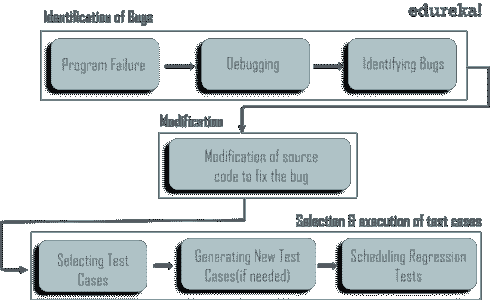 edureka!
Identification of Bugs
Program Failure
Debugging
Identifying Bugs
Modification
Modification of source
code to fix the bug
Selection & execution of test cases
Selecting Test
Cases
Generating New Test
Cases(if needed)
Scheduling Regression
Tests